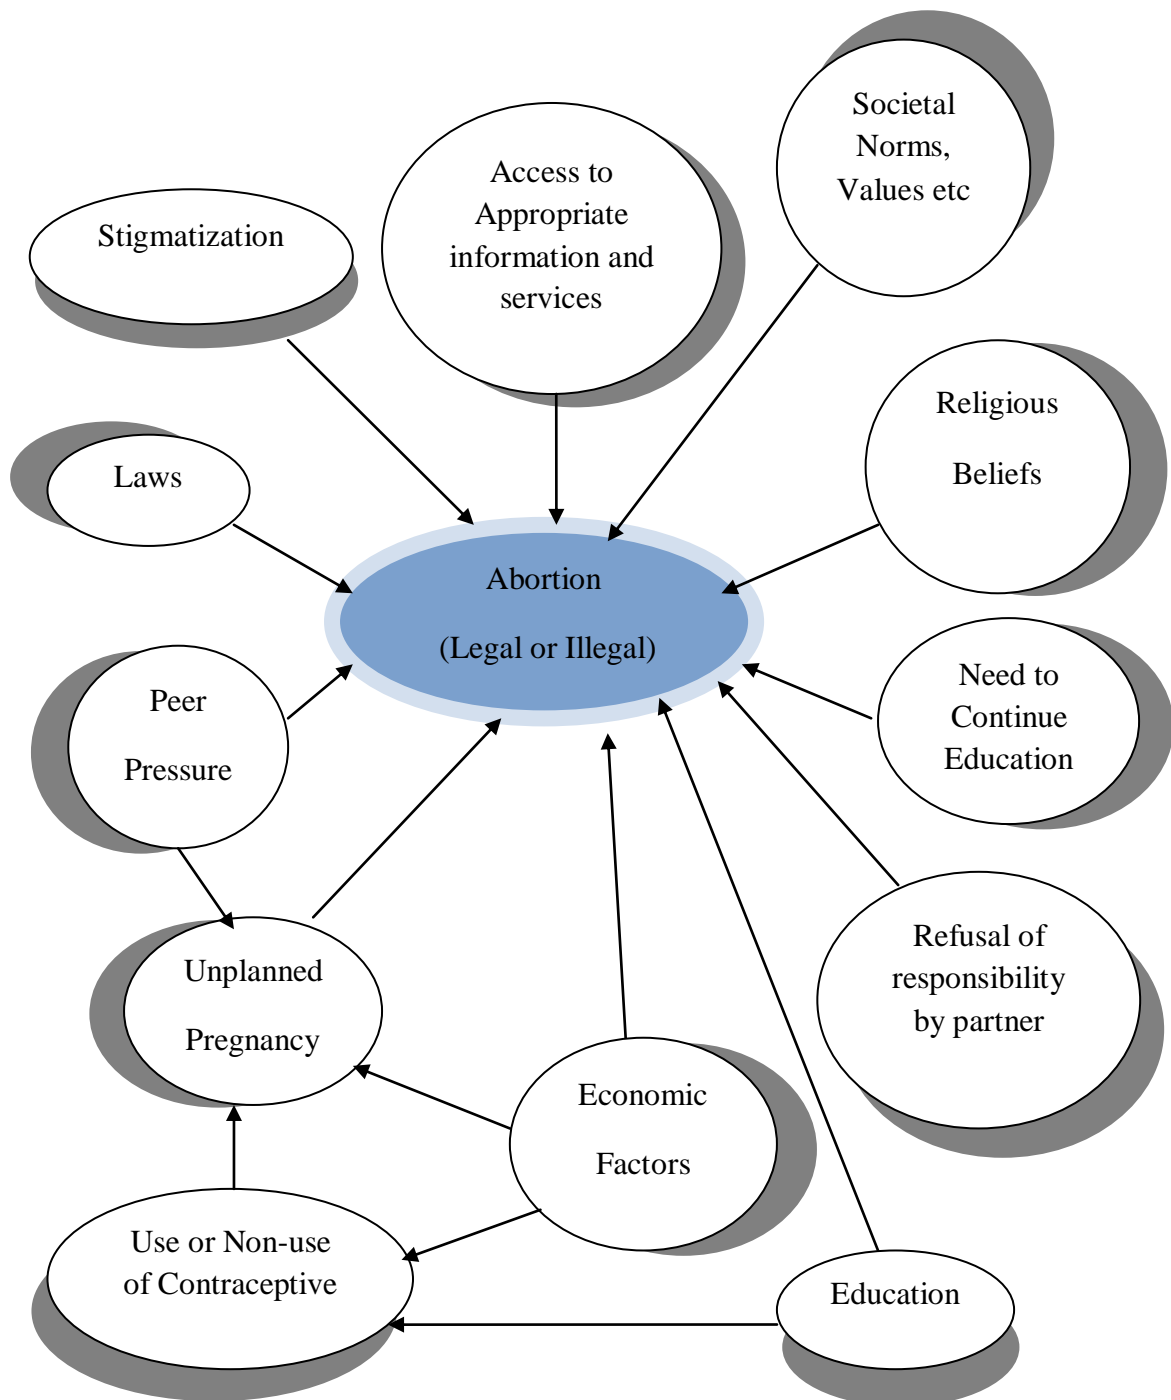 Societal
Norms,
Values etc
Access to
Appropriate
information and
services
Stigmatization
Religious
Beliefs
Laws
Abortion
(Legal or Illegal)
Need to
Continue
Education
Peer
Pressure
Refusal of
responsibility
by partner
Unplanned
Pregnancy
Economic
Factors
Use or Non-use
of Contraceptive
Education